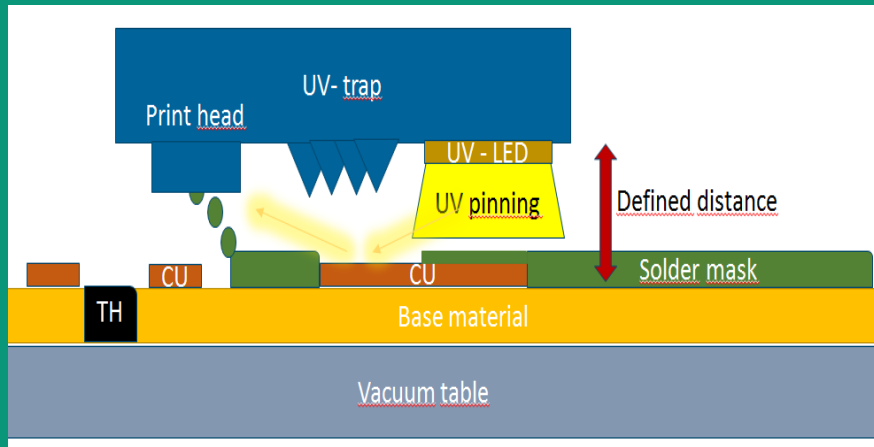 UV- trap
Print head
UV - LED
UV pinning
Defined distance
CU
CU
Solder mask
TH
Base material
Vacuum table